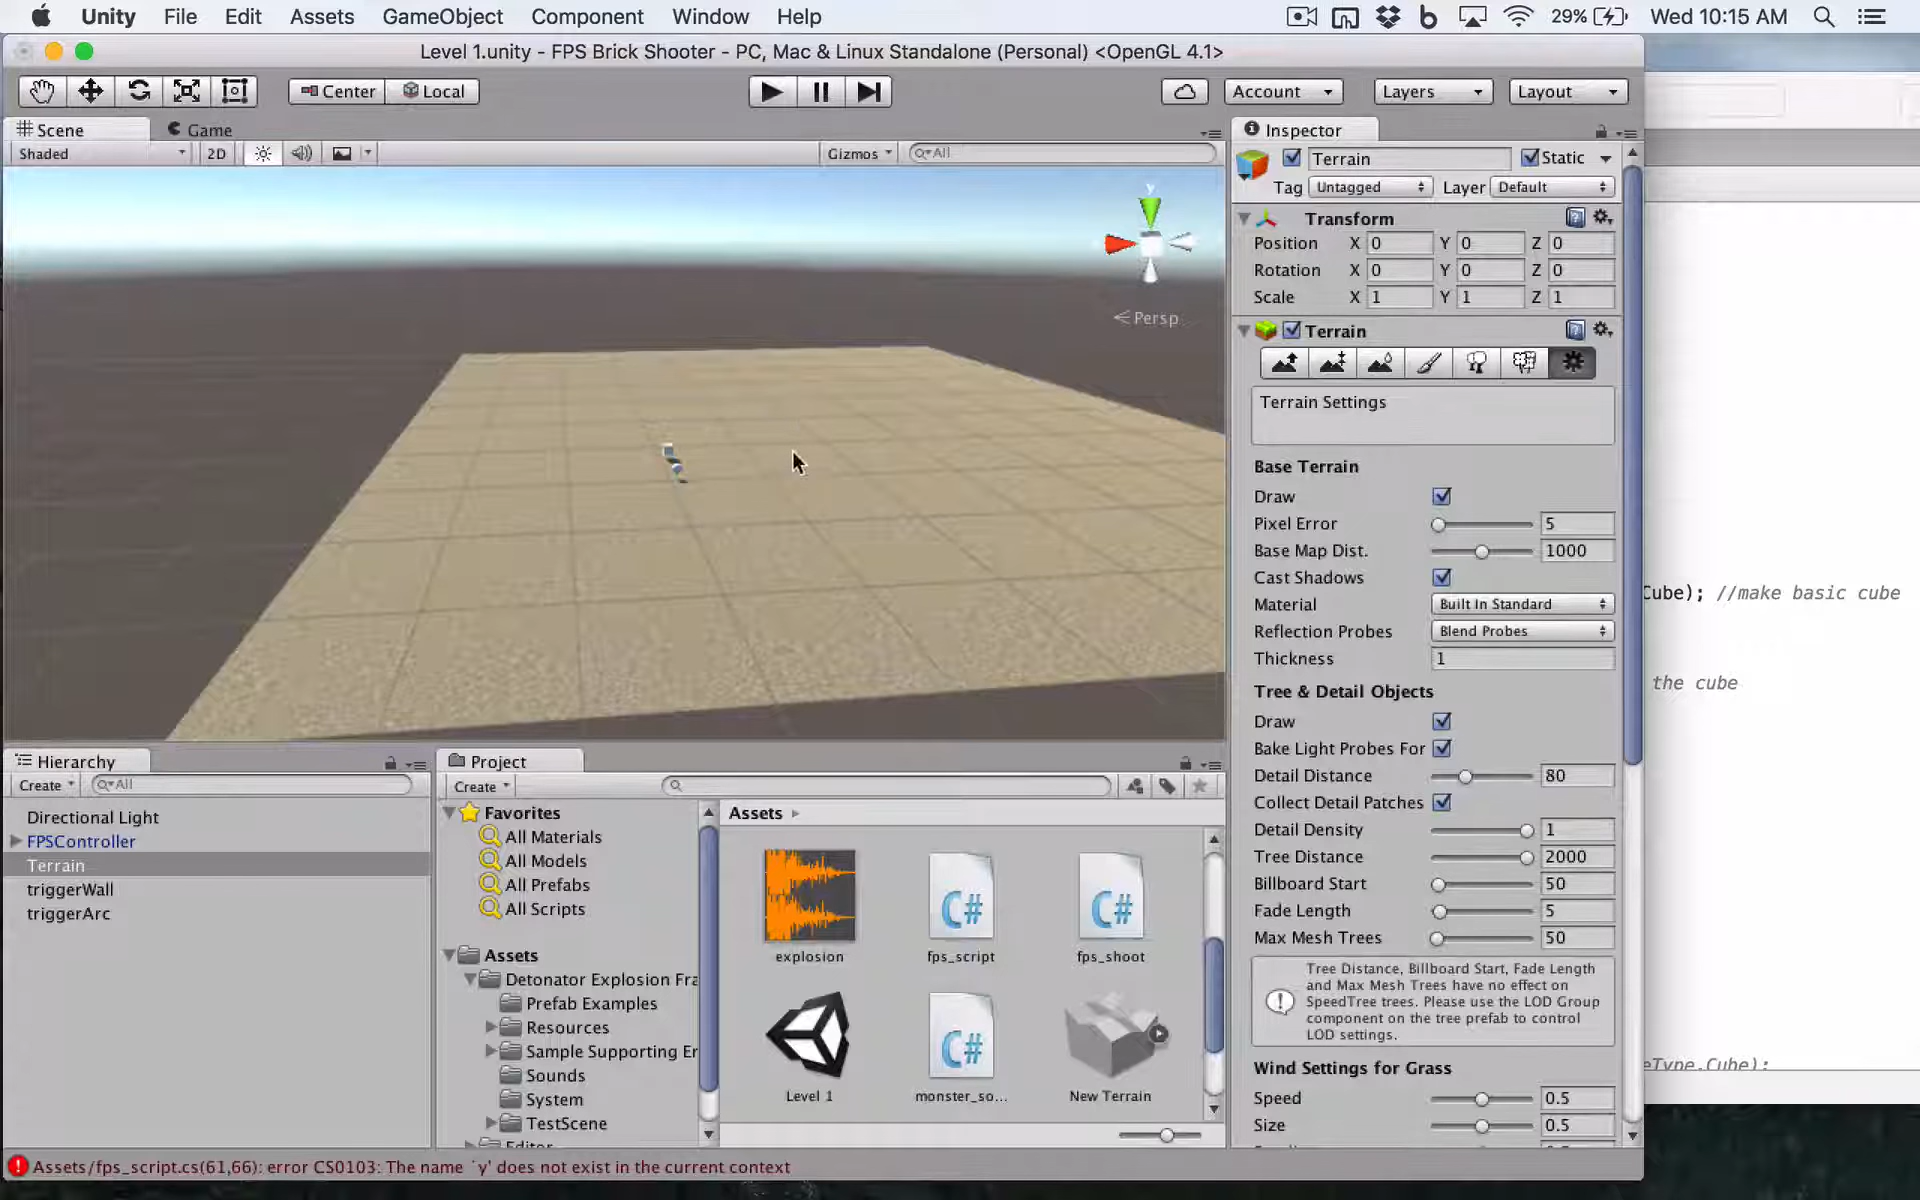 Unity File Edit Assets GameObject Component Window Help 29% Wed 10:15 AM
Level 1.unity - FPS Brick Shooter - PC, Mac & Linux Standalone (Personal) <OpenGL 4.1>
Center Local Account Layers Layout
Scene Game
Shaded 2D Gizmos All
y
Persp
Inspector
Terrain Static
Tag Untagged Layer Default
Transform
Position X 0 Y 0 Z 0
Rotation X 0 Y 0 Z 0
Scale X 1 Y 1 Z 1
Terrain
Terrain Settings
Base Terrain
Draw
Pixel Error 5
Base Map Dist. 1000
Cast Shadows
Material Built In Standard
Reflection Probes Blend Probes
Thickness 1
Tree & Detail Objects
Draw
Bake Light Probes For
Detail Distance 80
Collect Detail Patches
Detail Density 1
Tree Distance 2000
Billboard Start 50
Fade Length 5
Max Mesh Trees 50
Tree Distance, Billboard Start, Fade Length
and Max Mesh Trees have no effect on
SpeedTree trees. Please use the LOD Group
component on the tree prefab to control
LOD settings.
Wind Settings for Grass
Speed 0.5
Size 0.5
Cube); //make basic cube
the cube
eType.Cube);
Hierarchy
Create All
Directional Light
FPSController
Terrain
triggerWall
triggerArc
Project
Create
Favorites
All Materials
All Models
All Prefabs
All Scripts
Assets
Detonator Explosion Fra
Prefab Examples
Resources
Sample Supporting Er
Sounds
System
TestScene
Editor
Assets
C# C#
explosion fps_script fps_shoot
C#
Level 1 monster_so... New Terrain
Assets/fps_script.cs(61,66): error CS0103: The name `y' does not exist in the current context